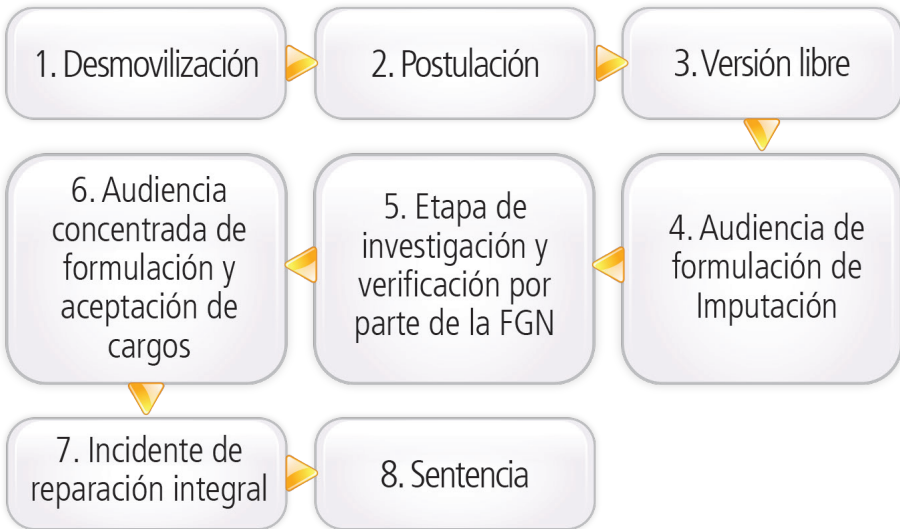 1. Desmovilización
2. Postulación
3. Versión libre
4. Audiencia de
formulación de
Imputación
5. Etapa de
investigación y
verificación por
parte de la FGN
6. Audiencia
concentrada de
formulación y
aceptación de
cargos
7. Incidente de
reparación integral
8. Sentencia